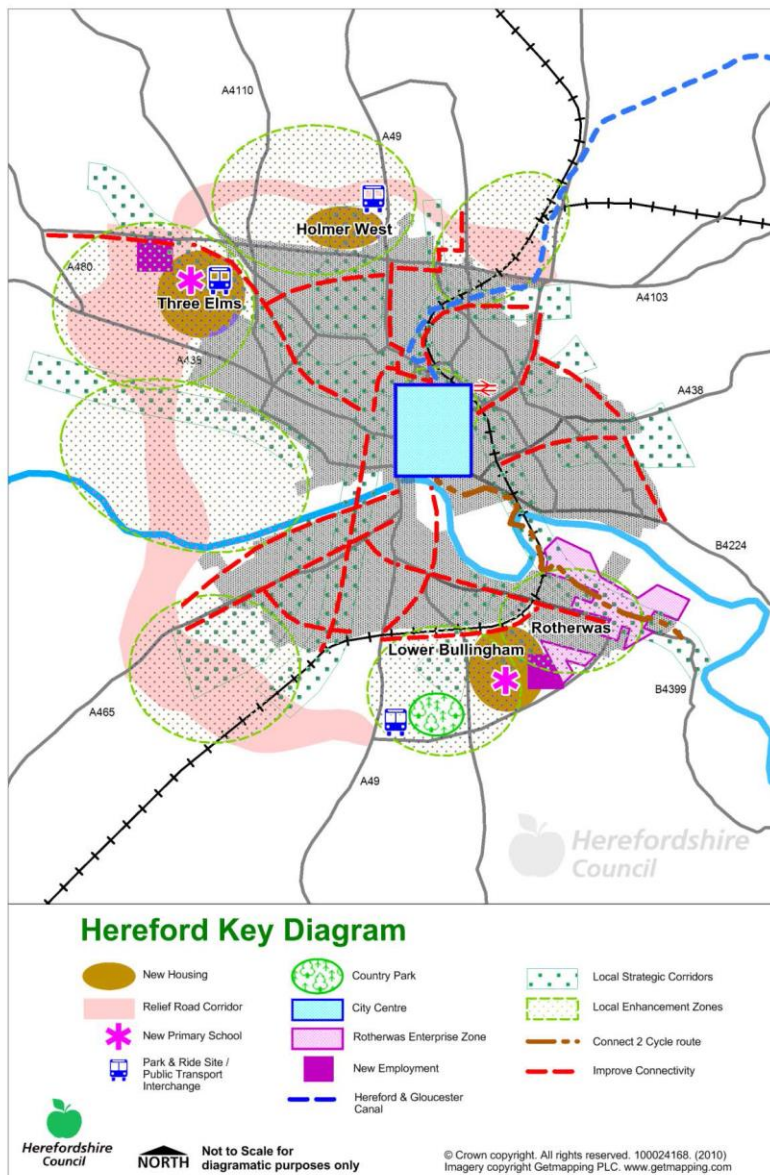 A4110
A49
Holmer West
A480
Three Elms
A4103
A438
A438
B4224
Rotherwas
Lower Bullingham
B4399
A465
A49
Herefordshire
Council
Hereford Key Diagram
New Housing
Relief Road Corridor
New Primary School
Park & Ride Site /
Public Transport
Interchange
Country Park
City Centre
Rotherwas Enterprise Zone
New Employment
Hereford & Gloucester
Canal
Local Strategic Corridors
Local Enhancement Zones
Connect 2 Cycle route
Improve Connectivity
Herefordshire
Council
NORTH
Not to Scale for
diagramatic purposes only
© Crown copyright. All rights reserved. 100024168. (2010)
Imagery copyright Getmapping PLC. www.getmapping.com